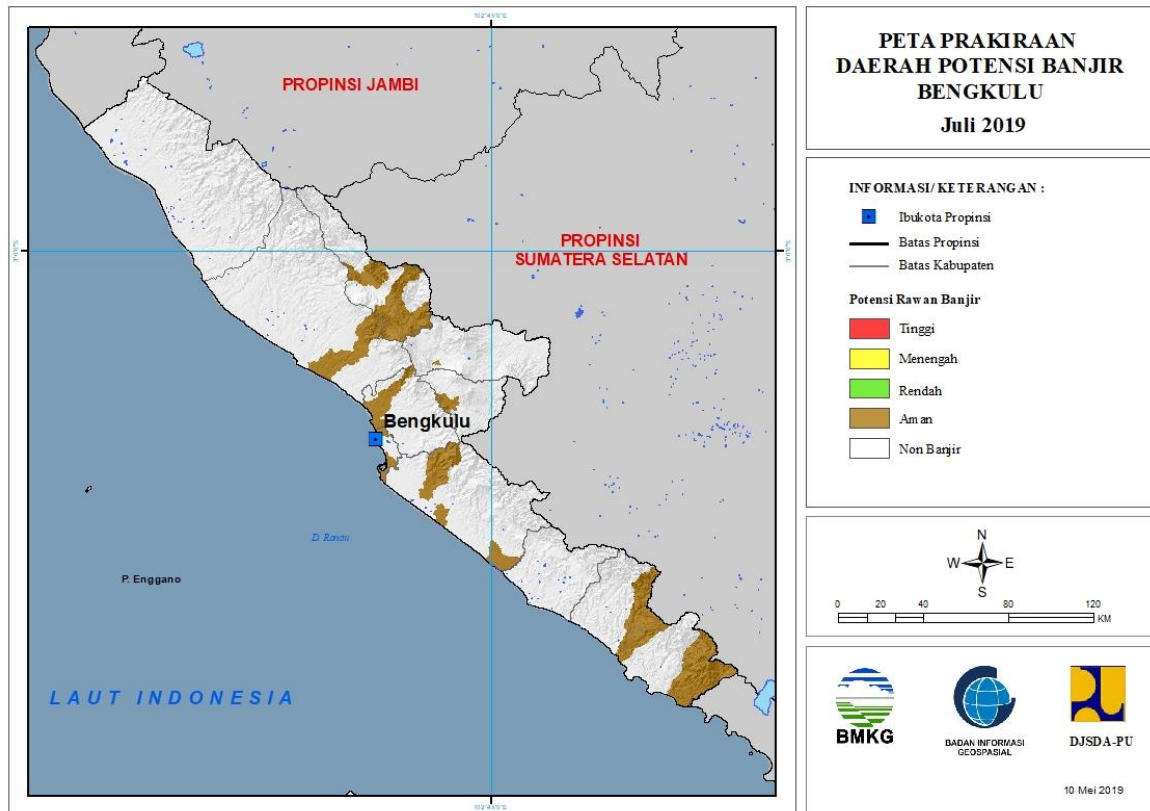 PETA PRAKIRAAN
DAERAH POTENSI BANJIR
BENGKULU
Juli 2019
INFORMASI/ KETERANGAN :
Ibukota Propinsi
Batas Propinsi
Batas Kabupaten
Potensi Rawan Banjir
Tinggi
Menengah
Rendah
Aman
Non Banjir
N
W E
S
0 20 40 80 120
KM
BMKG
BADAN INFORMASI
GEOSPASIAL
DJSDA-PU
10 Mei 2019
PROPINSI JAMBI
PROPINSI
SUMATERA SELATAN
Bengkulu
D. Ranau
P. Enggano
LAUT INDONESIA